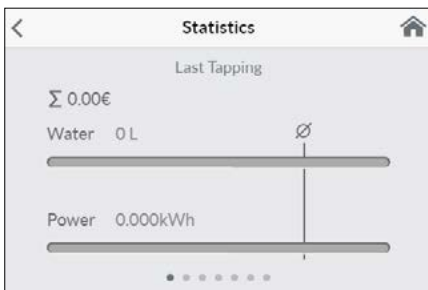 Statistics
Last Tapping
Σ 0.00€
Water 0 L Ø
Power 0.000kWh